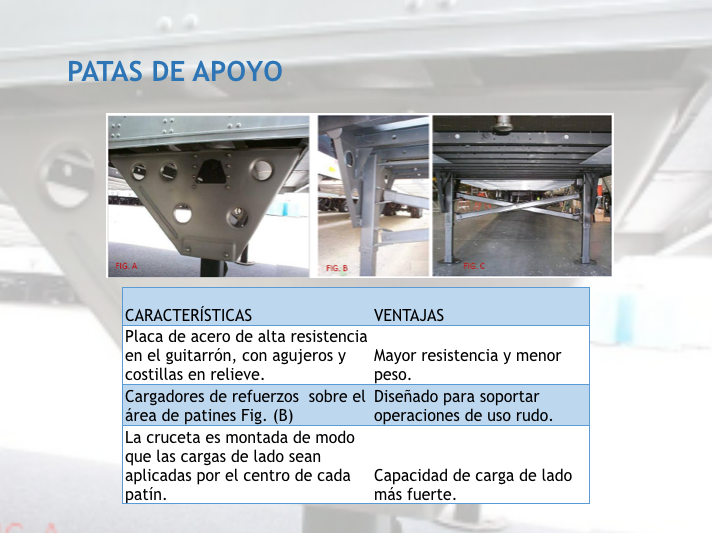 PATAS DE APOYO
FIG. A
FIG. B
FIG. C
CARACTERÍSTICAS VENTAJAS
Placa de acero de alta resistencia
en el guitarrón, con agujeros y
costillas en relieve.
Mayor resistencia y menor
peso.
Cargadores de refuerzos  sobre el
área de patines Fig. (B)
Diseñado para soportar
operaciones de uso rudo.
La cruceta es montada de modo
que las cargas de lado sean
aplicadas por el centro de cada
patín.
Capacidad de carga de lado
más fuerte.
FIG. A